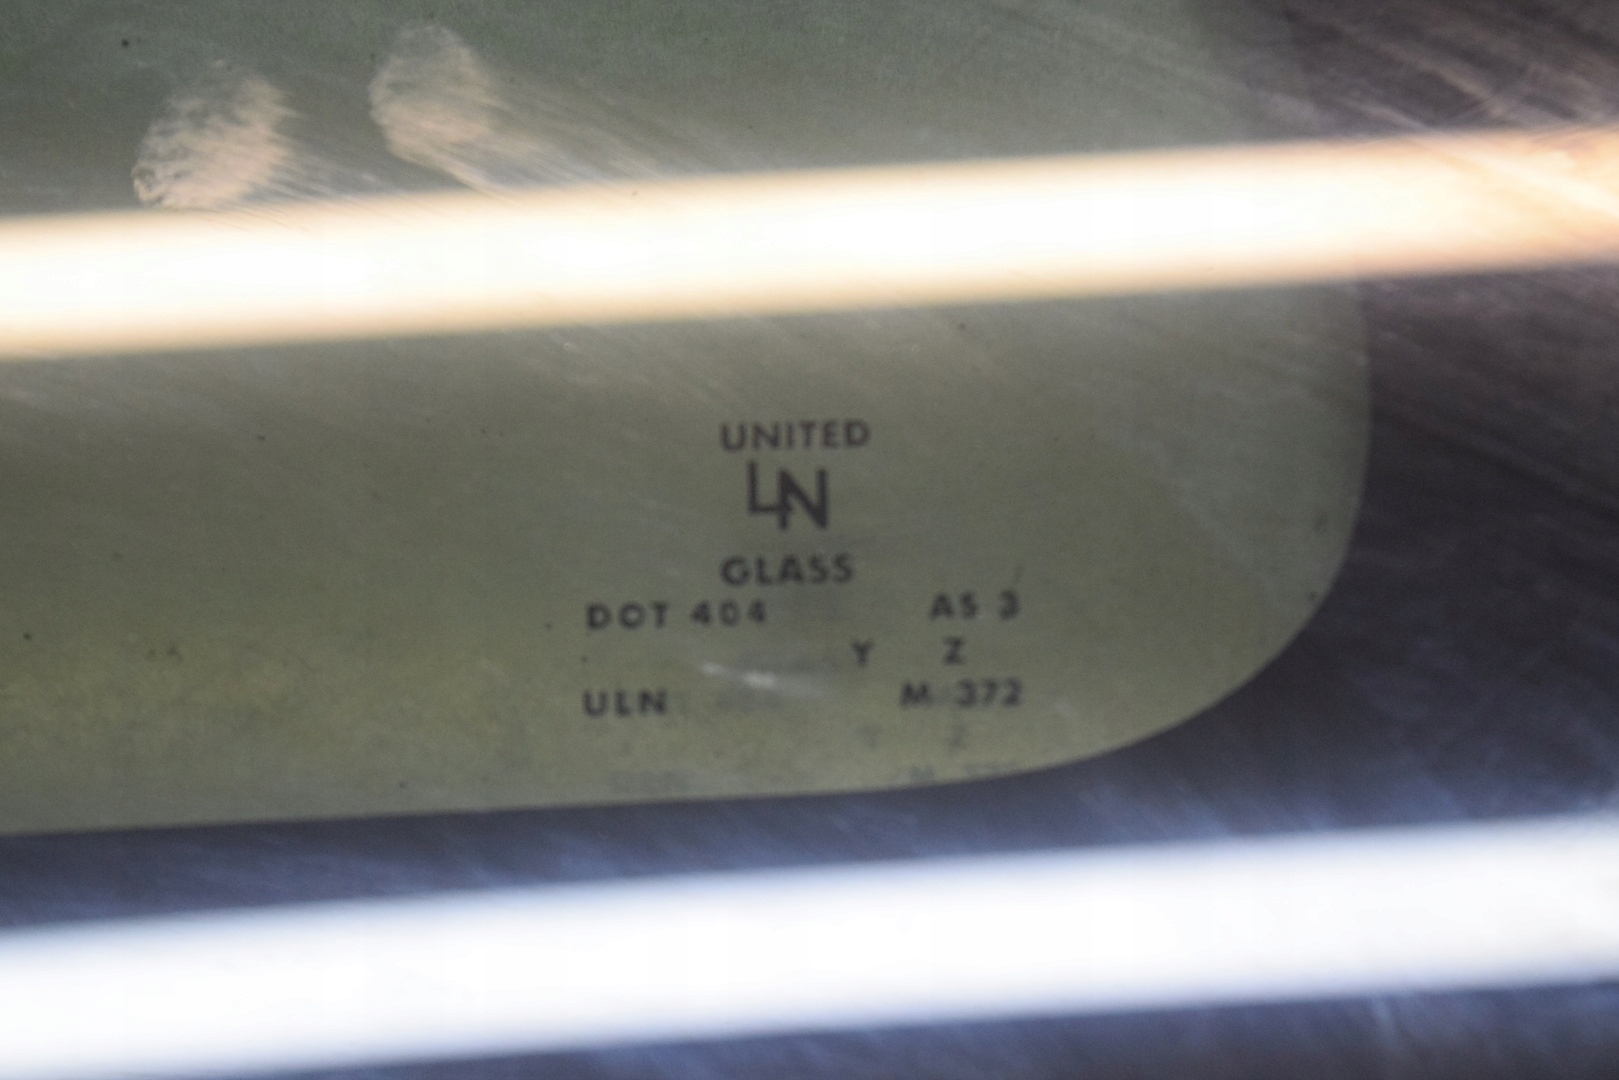 UNITED
LN
GLASS
DOT 404 AS 3
Y Z
ULN M 372